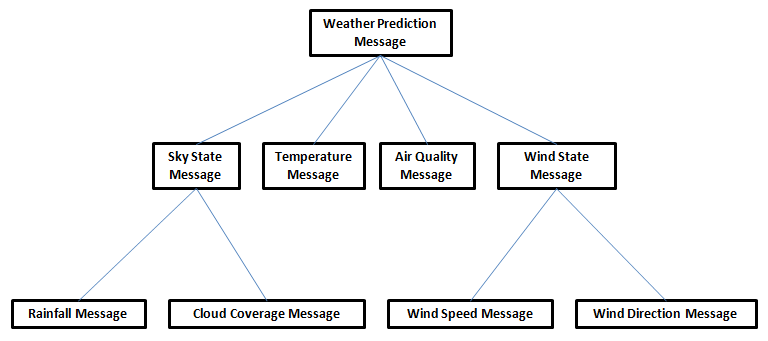 Weather Prediction
Message
Sky State
Message
Temperature
Message
Air Quality
Message
Wind State
Message
Rainfall Message
Cloud Coverage Message
Wind Speed Message
Wind Direction Message